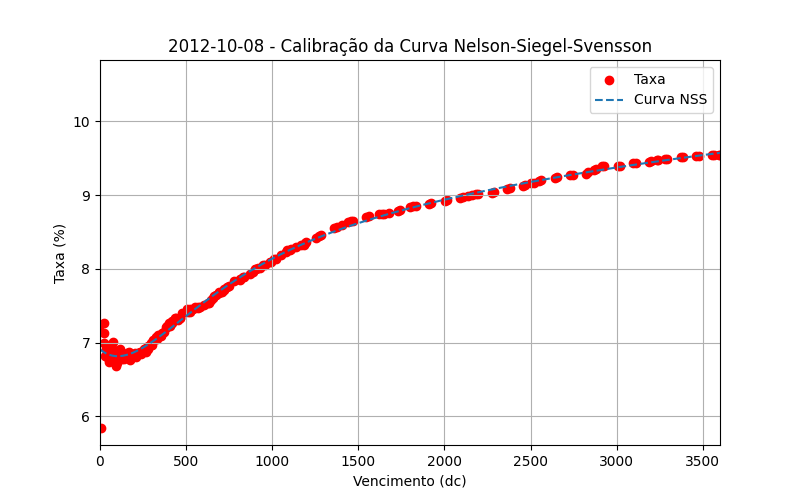 2012-10-08 - Calibração da Curva Nelson-Siegel-Svensson
Taxa
Curva NSS
Taxa (%)
10
9
8
7
6
0 500 1000 1500 2000 2500 3000 3500
Vencimento (dc)